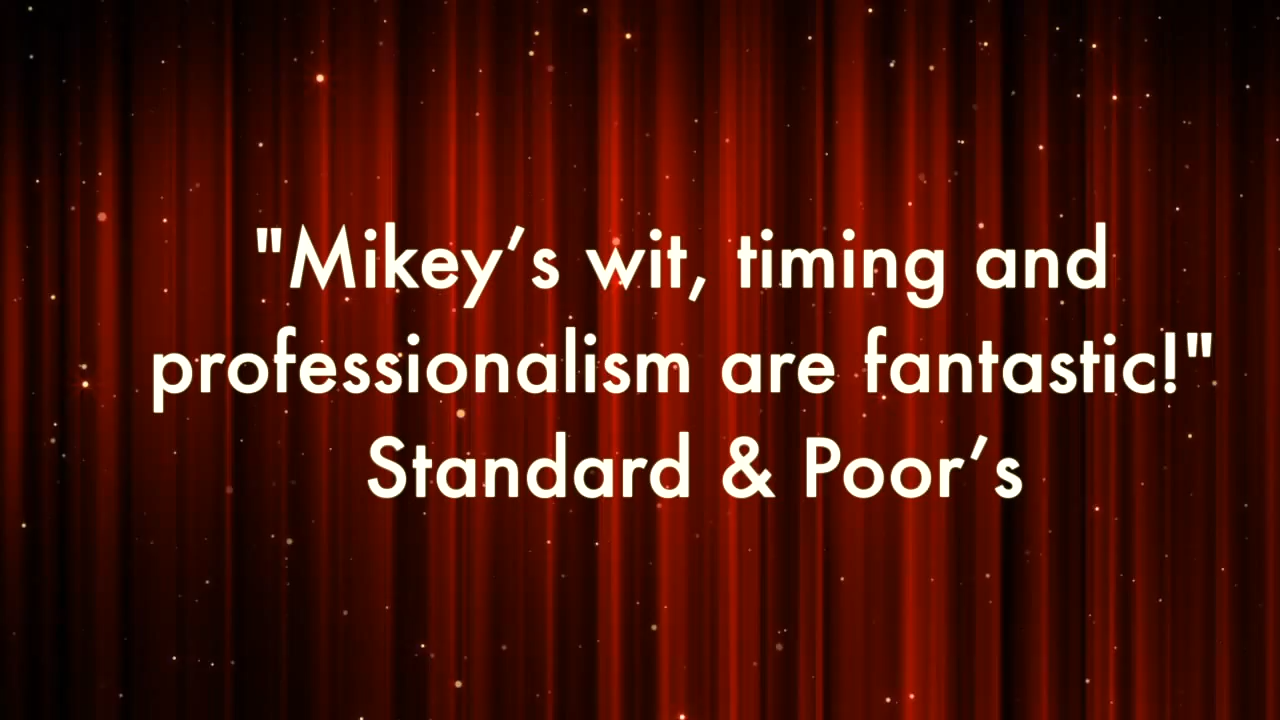 "Mikey’s wit, timing and
professionalism are fantastic!"
Standard & Poor’s